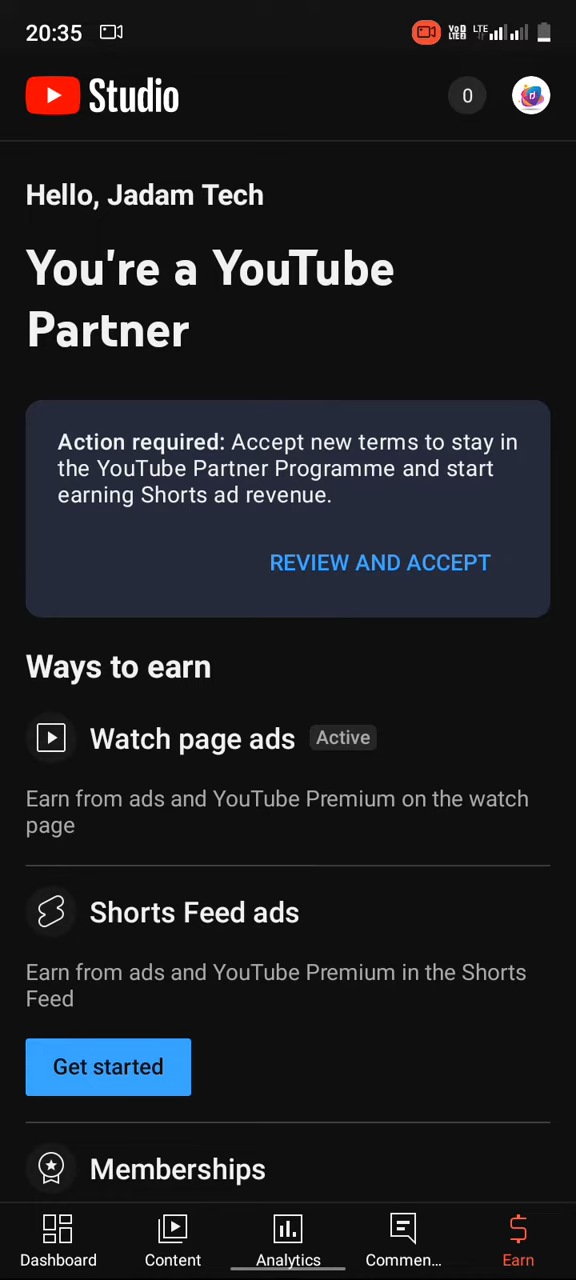 20:35
VoD LTE2 LTE
Studio
0
Hello, Jadam Tech
You're a YouTube
Partner
Action required: Accept new terms to stay in
the YouTube Partner Programme and start
earning Shorts ad revenue.
REVIEW AND ACCEPT
Ways to earn
Watch page ads Active
Earn from ads and YouTube Premium on the watch
page
Shorts Feed ads
Earn from ads and YouTube Premium in the Shorts
Feed
Get started
Memberships
Dashboard Content Analytics Commen... Earn